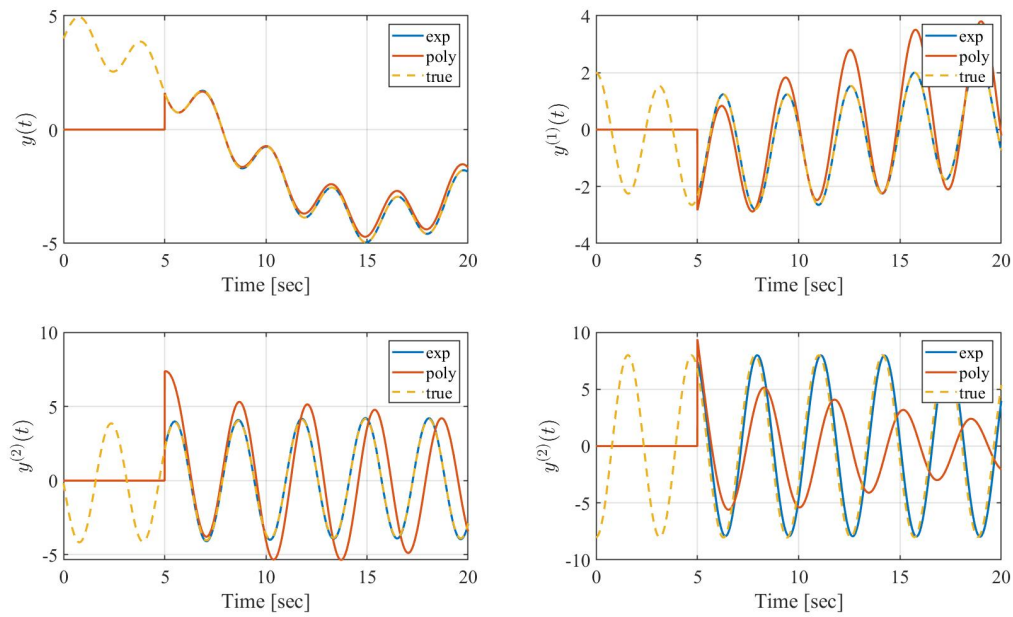 5
0
-5
y(t)
0
5
10
15
20
Time [sec]
exp
poly
true
4
2
0
-2
-4
y⁽¹⁾(t)
0
5
10
15
20
Time [sec]
exp
poly
true
10
5
0
-5
y⁽²⁾(t)
0
5
10
15
20
Time [sec]
exp
poly
true
10
5
0
-5
-10
y⁽²⁾(t)
0
5
10
15
20
Time [sec]
exp
poly
true